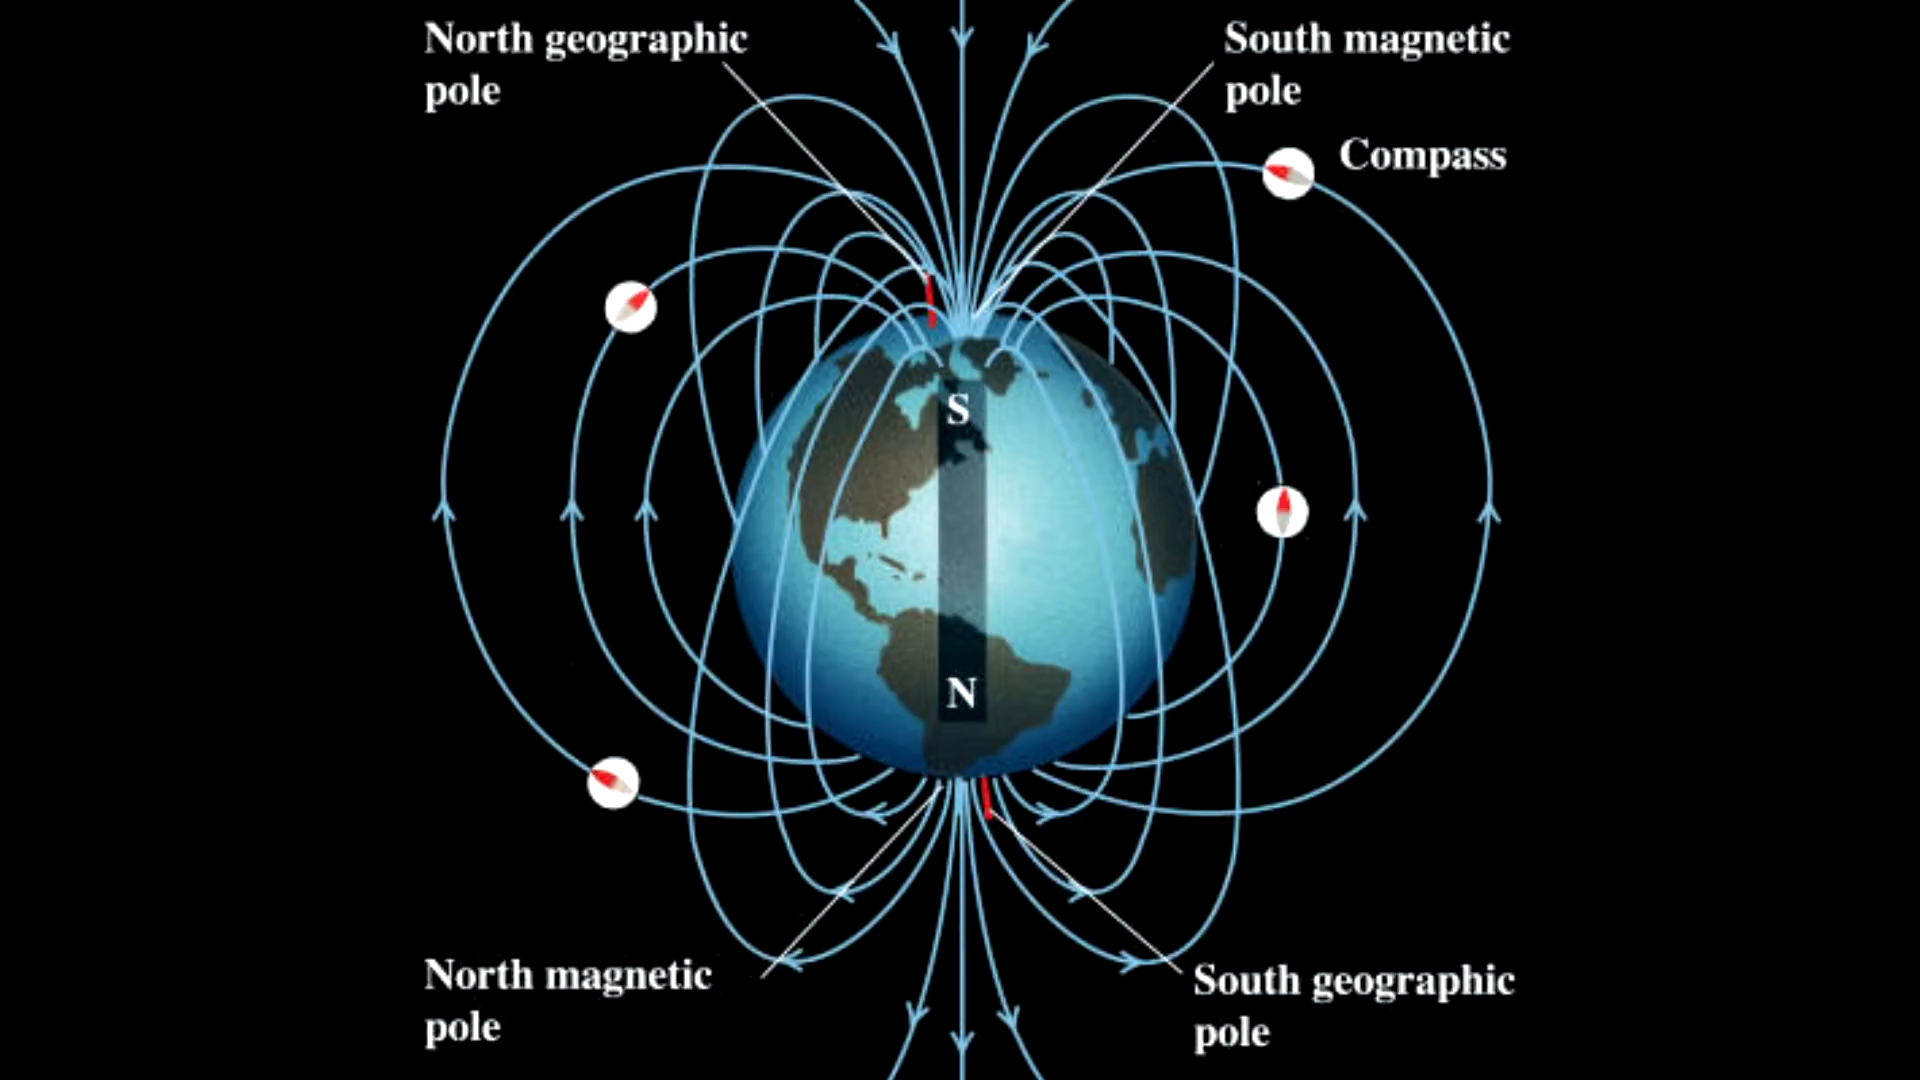 North geographic
pole
South magnetic
pole
Compass
S
N
North magnetic
pole
South geographic
pole